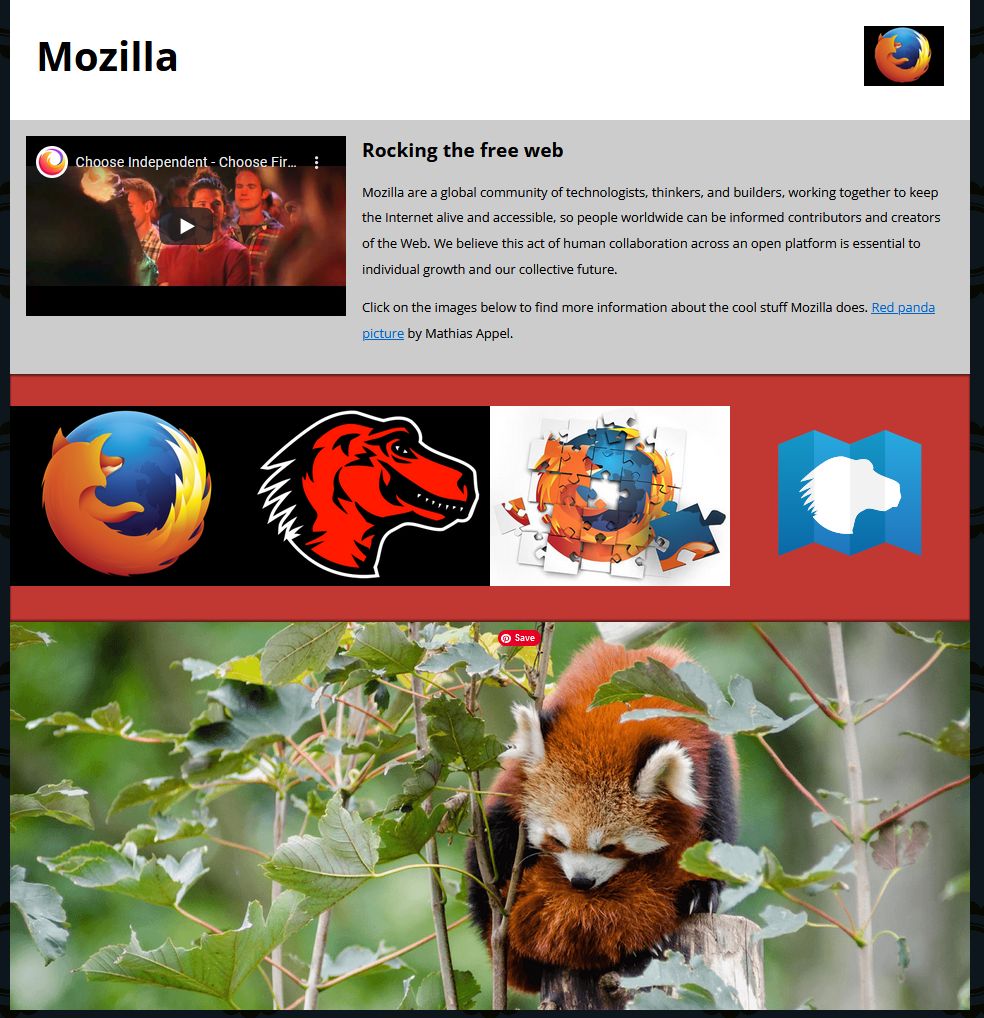 Mozilla
Choose Independent - Choose Fir...
Rocking the free web
Mozilla are a global community of technologists, thinkers, and builders, working together to keep
the Internet alive and accessible, so people worldwide can be informed contributors and creators
of the Web. We believe this act of human collaboration across an open platform is essential to
individual growth and our collective future.
Click on the images below to find more information about the cool stuff Mozilla does. Red panda
picture by Mathias Appel.
Save